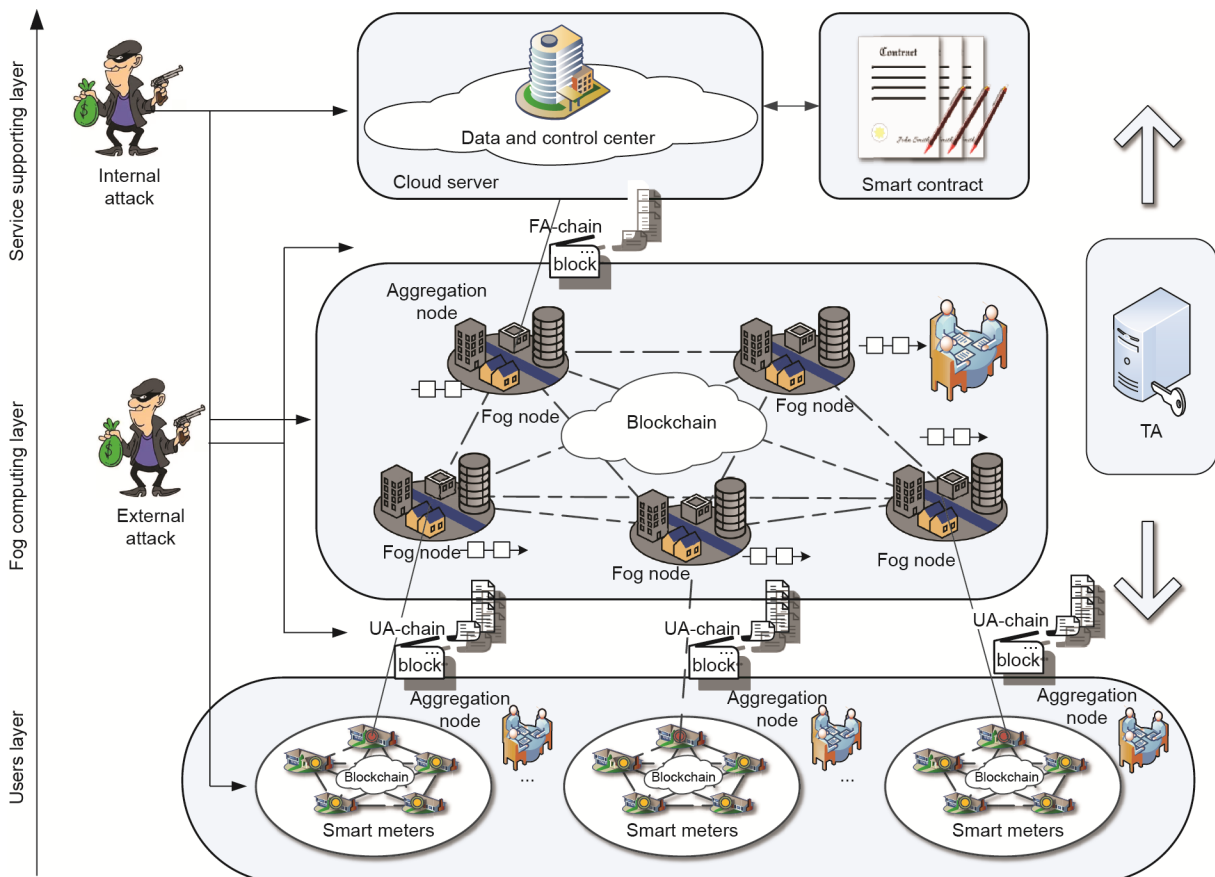 Service supporting layer
Fog computing layer
Users layer
Internal
attack
External
attack
Data and control center
Cloud server
Contract
Smart contract
FA-chain
block
Aggregation
node
Fog node
Fog node
Blockchain
Fog node
Fog node
Fog node
TA
UA-chain
block
UA-chain
block
UA-chain
block
Aggregation
node
Aggregation
node
Aggregation
node
...
...
Blockchain
Smart meters
Blockchain
Smart meters
Blockchain
Smart meters